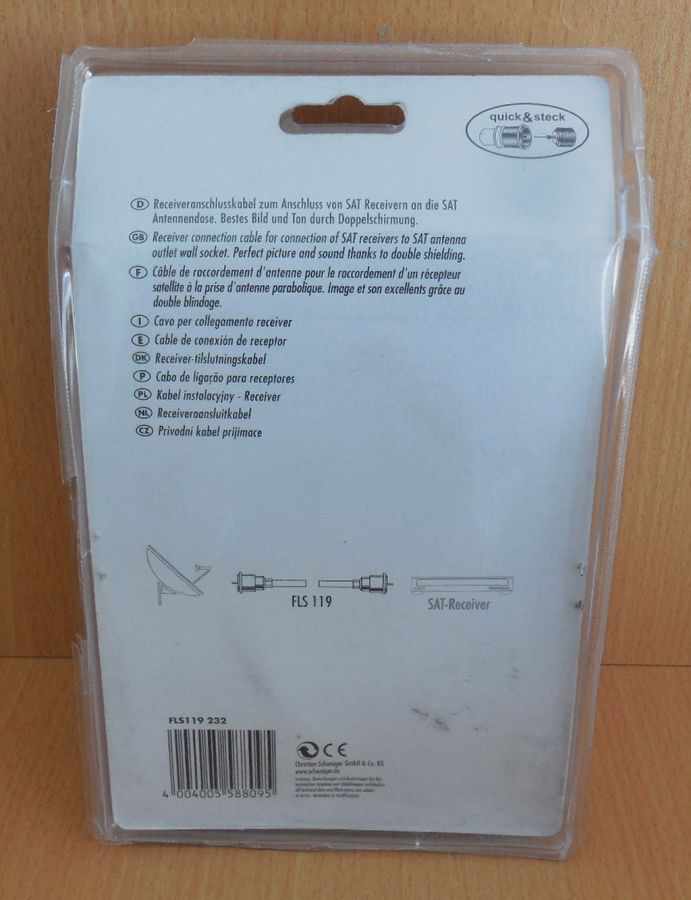 quick&steck
D Receiveranschlusskabel zum Anschluss von SAT Receivern an die SAT
Antennendose. Bestes Bild und Ton durch Doppelschirmung.
GB Receiver connection cable for connection of SAT receivers to SAT antenna
outlet wall socket. Perfect picture and sound thanks to double shielding.
F Câble de raccordement d'antenne pour le raccordement d'un récepteur
satellite à la prise d'antenne parabolique. Image et son excellents grâce au
double blindage.
I Cavo per collegamento receiver
E Cable de conexión de receptor
DK Receiver-tilslutningskabel
P Cabo de ligação para receptores
PL Kabel instalacyjny - Receiver
NL Receiveraansluitkabel
CZ Privodni kabel prijimace
FLS 119
SAT-Receiver
FLS119 232
4 004005 588095
CE
Christian Schwaiger GmbH & Co. KG
www.schwaiger.de